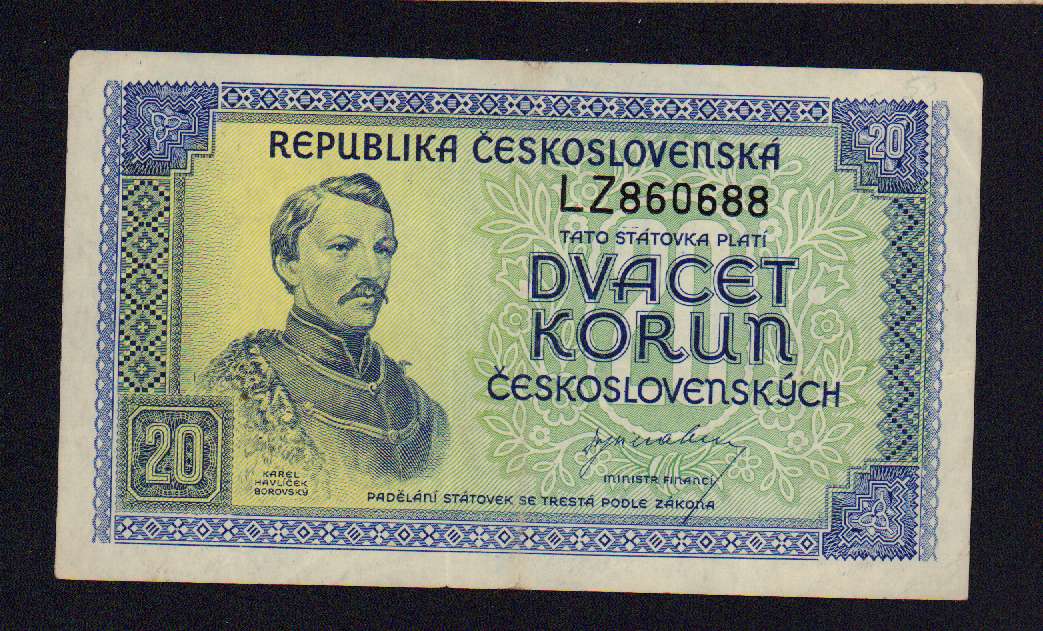 20
REPUBLIKA ČESKOSLOVENSKÁ
LZ860688
TATO STÁTOVKA PLATÍ
DVACET
KORUN
ČESKOSLOVENSKÝCH
20
MINISTR FINANCÍ.
KAREL
HAVLÍČEK
BOROVSKÝ
PADĚLÁNÍ STÁTOVEK SE TRESTÁ PODLE ZÁKONA